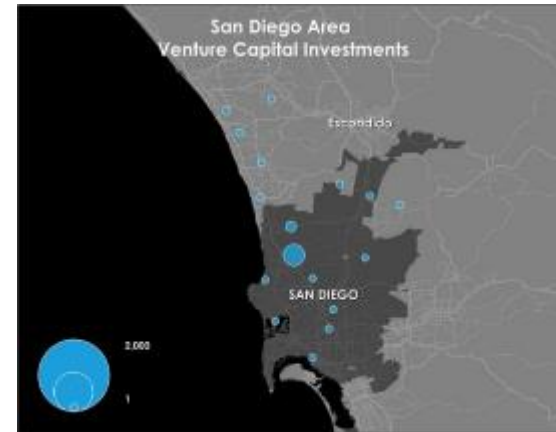 San Diego Area
Venture Capital Investments
Escondido
SAN DIEGO
2,000
1